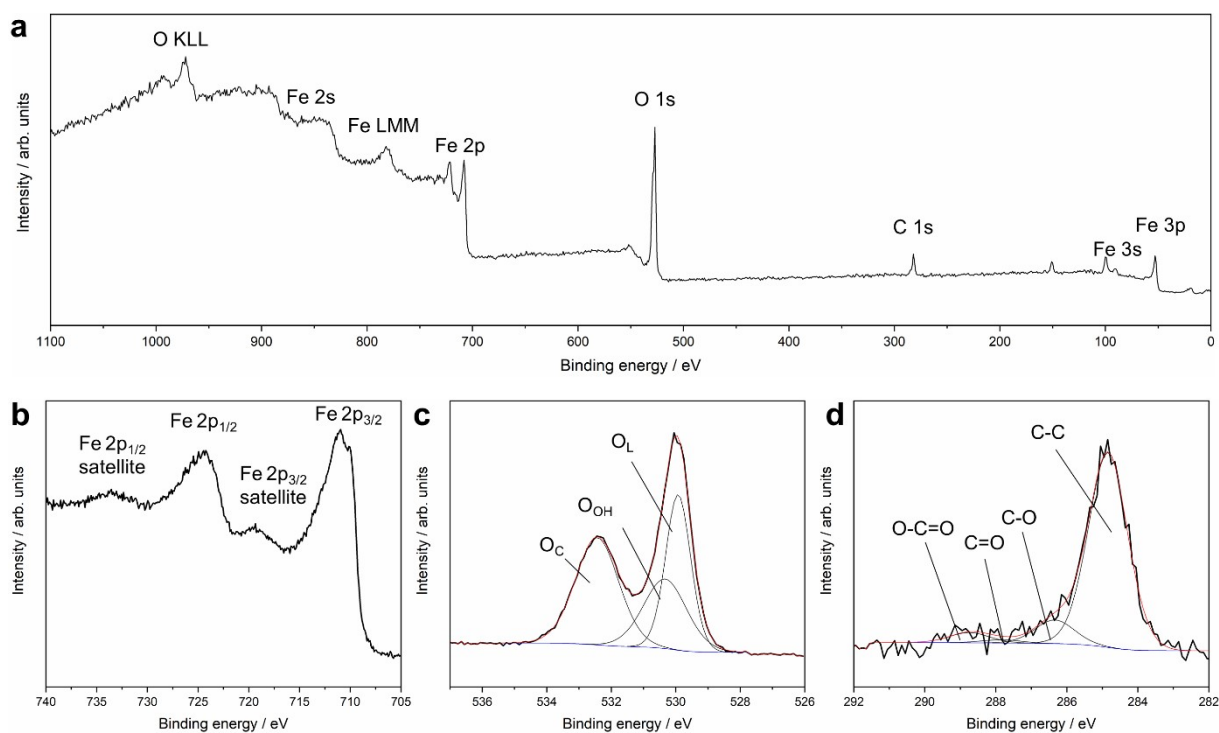 a
O KLL
Fe 2s
Fe LMM
Fe 2p
O 1s
C 1s
Fe 3s
Fe 3p
Intensity / arb. units
1100 1000 900 800 700 600 500 400 300 200 100 0
Binding energy / eV
b
Fe 2p1/2
satellite
Fe 2p1/2
Fe 2p3/2
satellite
Fe 2p3/2
Intensity / arb. units
740 735 730 725 720 715 710 705
Binding energy / eV
c
OC
OOH
OL
Intensity / arb. units
536 534 532 530 528 526
Binding energy / eV
d
O-C=O
C=O
C-O
C-C
Intensity / arb. units
292 290 288 286 284 282
Binding energy / eV